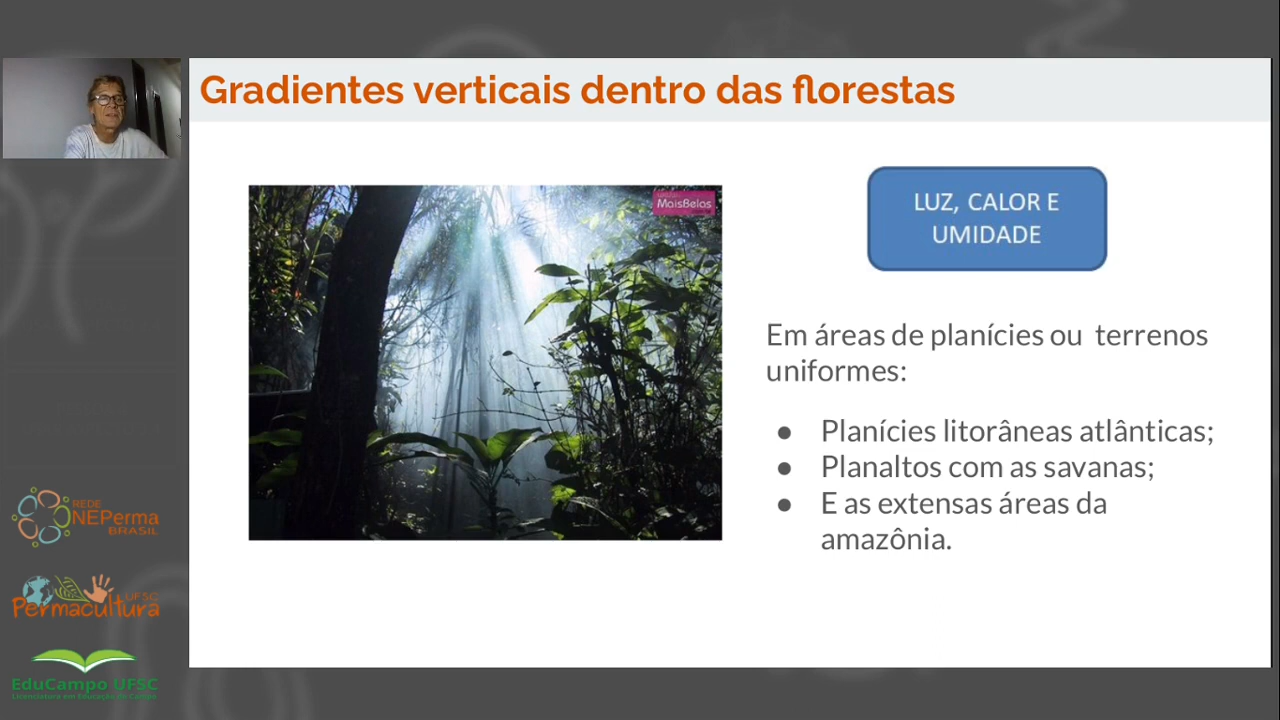 Gradientes verticais dentro das florestas
MaisBelas
LUZ, CALOR E
UMIDADE
Em áreas de planícies ou terrenos
uniformes:
● Planícies litorâneas atlânticas;
● Planaltos com as savanas;
● E as extensas áreas da
amazônia.
REDE
NEPerma
BRASIL
UFSC
Permacultura
EduCampo UFSC
Licenciatura em Educação do Campo